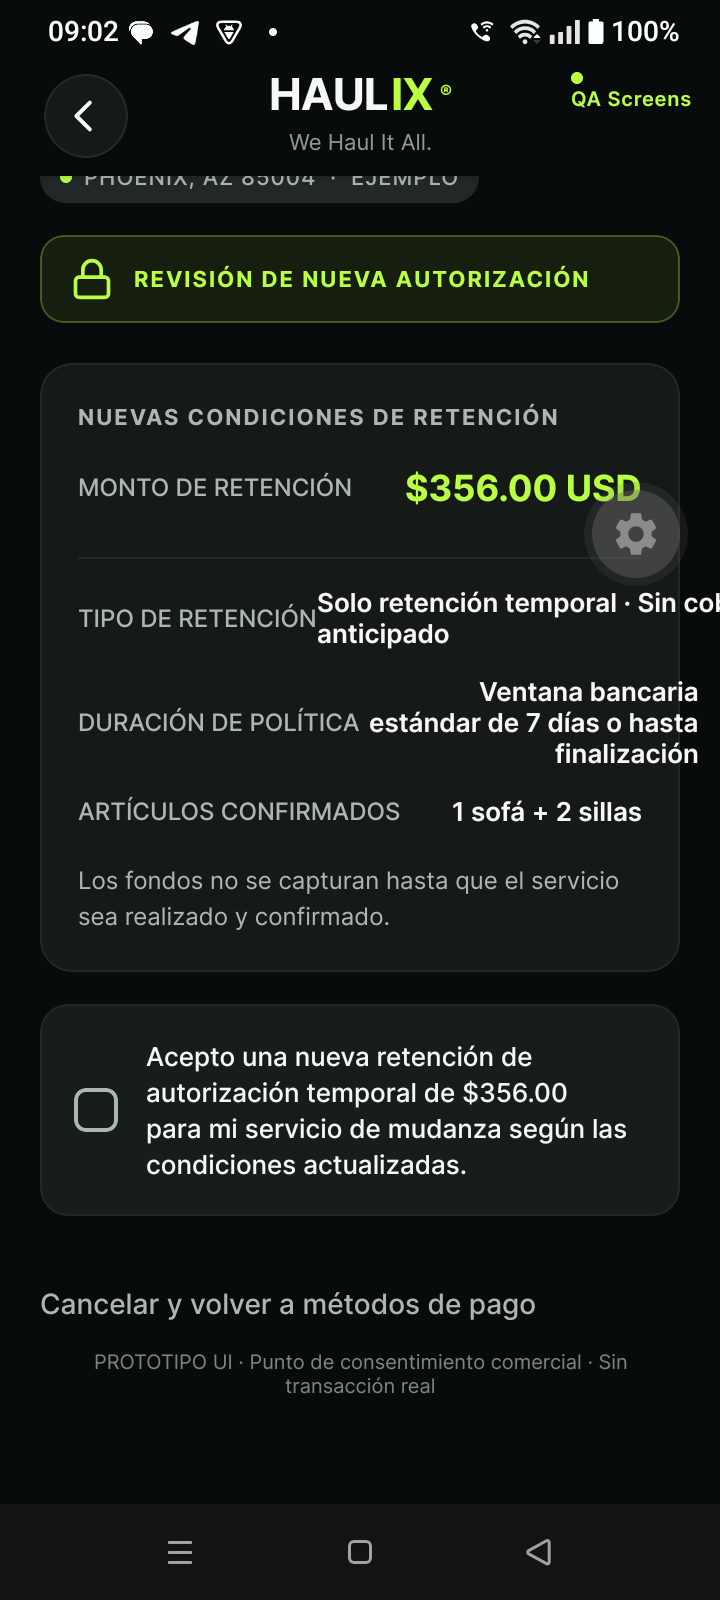 09:02
100%
HAULIX ®
QA Screens
We Haul It All.
PHOENIX, AZ 85004 · EJEMPLO
REVISIÓN DE NUEVA AUTORIZACIÓN
NUEVAS CONDICIONES DE RETENCIÓN
MONTO DE RETENCIÓN $356.00 USD
TIPO DE RETENCIÓN Solo retención temporal · Sin
anticipado
DURACIÓN DE POLÍTICA Ventana bancaria
estándar de 7 días o hasta
finalización
ARTÍCULOS CONFIRMADOS 1 sofá + 2 sillas
Los fondos no se capturan hasta que el servicio
sea realizado y confirmado.
Acepto una nueva retención de
autorización temporal de $356.00
para mi servicio de mudanza según las
condiciones actualizadas.
Cancelar y volver a métodos de pago
PROTOTIPO UI · Punto de consentimiento comercial · Sin
transacción real